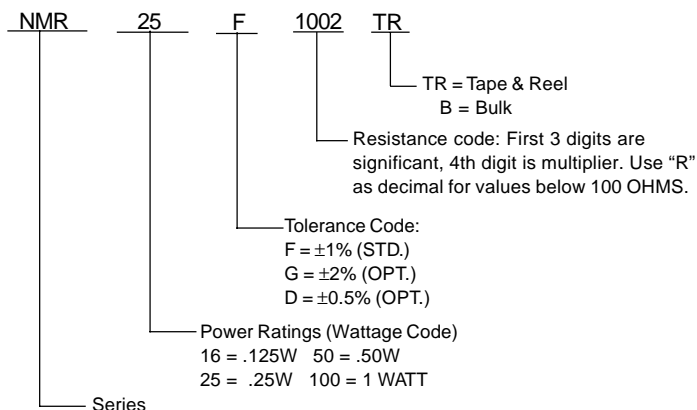 NMR 25 F 1002 TR
TR = Tape & Reel
B = Bulk
Resistance code: First 3 digits are
significant, 4th digit is multiplier. Use “R”
as decimal for values below 100 OHMS.
Tolerance Code:
F = ±1% (STD.)
G = ±2% (OPT.)
D = ±0.5% (OPT.)
Power Ratings (Wattage Code)
16 = .125W 50 = .50W
25 = .25W 100 = 1 WATT
Series